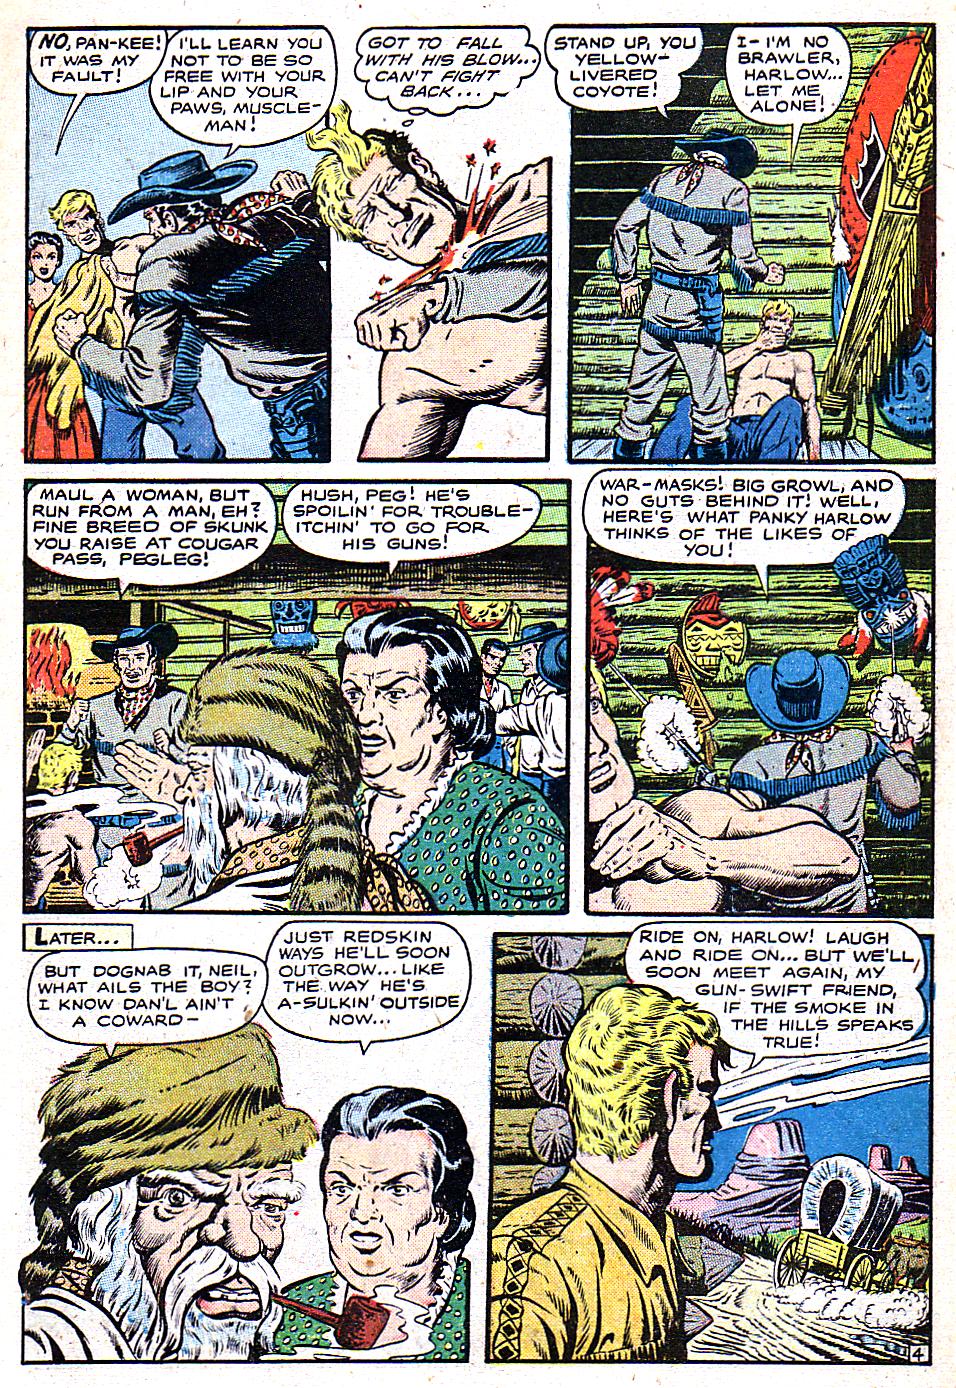 NO, PAN-KEE!
IT WAS MY
FAULT!
I'LL LEARN YOU
NOT TO BE SO
FREE WITH YOUR
LIP AND YOUR
PAWS, MUSCLE-
MAN!
GOT TO FALL
WITH HIS BLOW...
CAN'T FIGHT
BACK...
STAND UP, YOU
YELLOW-
LIVERED
COYOTE!
I-I'M NO
BRAWLER,
HARLOW...
LET ME
ALONE!
MAUL A WOMAN, BUT
RUN FROM A MAN, EH?
FINE BREED OF SKUNK
YOU RAISE AT COUGAR
PASS, PEGLEG!
HUSH, PEG! HE'S
SPOILIN' FOR TROUBLE-
ITCHIN' TO GO FOR
HIS GUNS!
WAR-MASKS! BIG GROWL, AND
NO GUTS BEHIND IT! WELL,
HERE'S WHAT PANKY HARLOW
THINKS OF THE LIKES OF
YOU!
LATER...
BUT DOGNAB IT, NEIL,
WHAT AILS THE BOY?
I KNOW DAN'L AIN'T
A COWARD-
JUST REDSKIN
WAYS HE'LL SOON
OUTGROW... LIKE
THE WAY HE'S
A-SULKIN' OUTSIDE
NOW...
RIDE ON, HARLOW! LAUGH
AND RIDE ON... BUT WE'LL
SOON MEET AGAIN, MY
GUN-SWIFT FRIEND,
IF THE SMOKE IN
THE HILLS SPEAKS
TRUE!
4